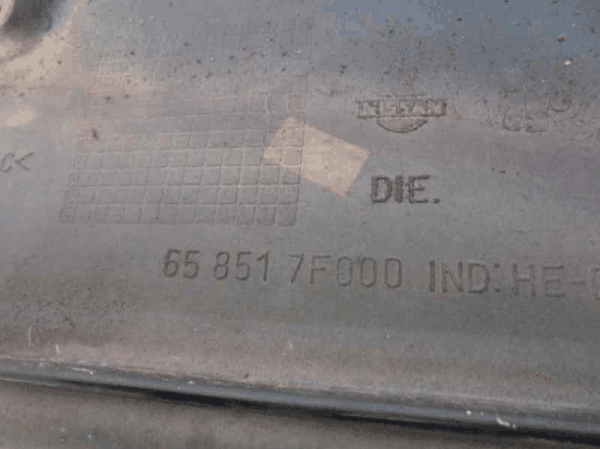 NISSAN
C<
DIE.
65 851 7F000 IND: HE-